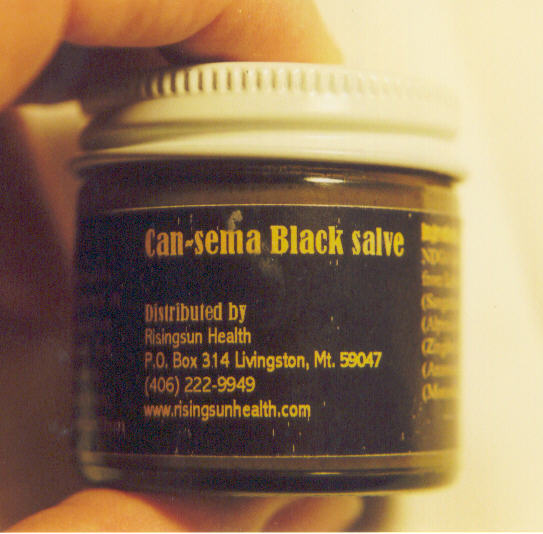 Can-sema Black salve
Distributed by
Risingsun Health
P.O. Box 314 Livingston, Mt. 59047
(406) 222-9949
www.risingsunhealth.com